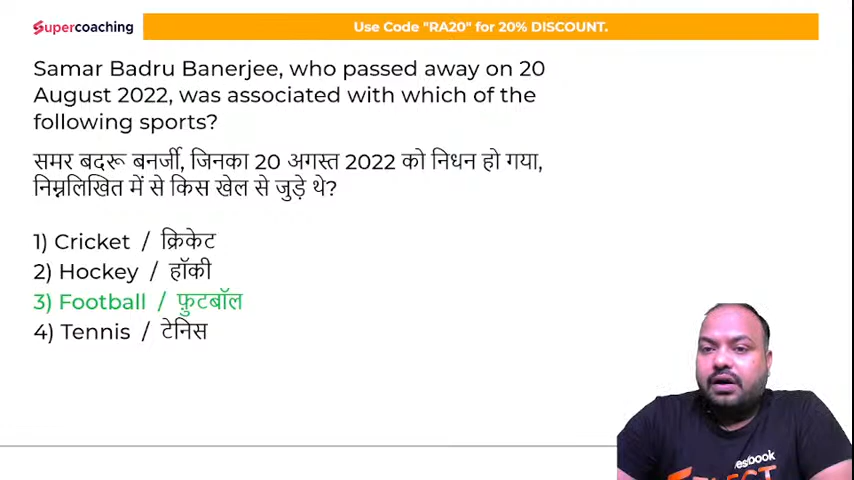 Supercoaching
Use Code "RA20" for 20% DISCOUNT.
Samar Badru Banerjee, who passed away on 20
August 2022, was associated with which of the
following sports?
समर बदरू बनर्जी, जिनका 20 अगस्त 2022 को निधन हो गया,
निम्नलिखित में से किस खेल से जुड़े थे?
1) Cricket / क्रिकेट
2) Hockey / हॉकी
3) Football / फ़ुटबॉल
4) Tennis / टेनिस